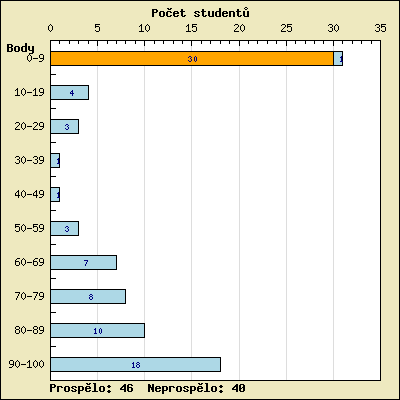 Počet studentů
0 5 10 15 20 25 30 35
Body
0-9 30 1
10-19 4
20-29 3
30-39 1
40-49 1
50-59 3
60-69 7
70-79 8
80-89 10
90-100 18
Prospělo: 46 Neprospělo: 40